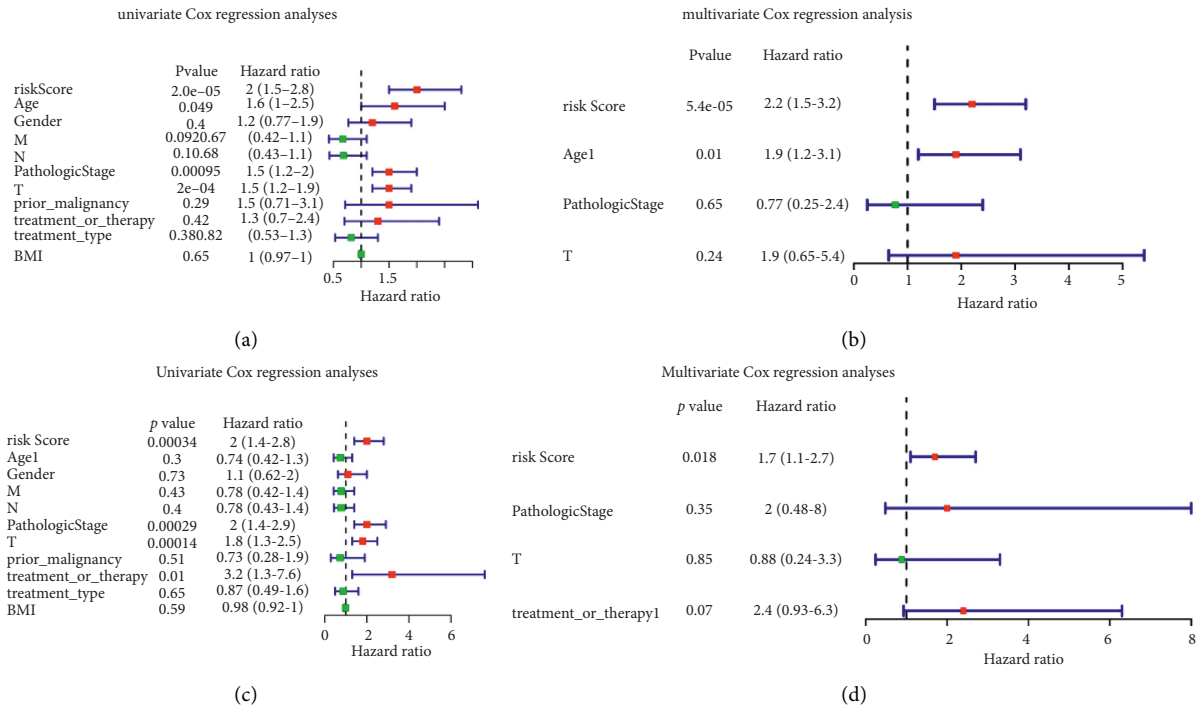 univariate Cox regression analyses
Pvalue Hazard ratio
riskScore 2.0e−05 2 (1.5−2.8)
Age 0.049 1.6 (1−2.5)
Gender 0.4 1.2 (0.77−1.9)
M 0.0920.67 (0.42−1.1)
N 0.10.68 (0.43−1.1)
PathologicStage 0.00095 1.5 (1.2−2)
T 2e−04 1.5 (1.2−1.9)
prior_malignancy 0.29 1.5 (0.71−3.1)
treatment_or_therapy 0.42 1.3 (0.7−2.4)
treatment_type 0.380.82 (0.53−1.3)
BMI 0.65 1 (0.97−1)
0.5 1.5
Hazard ratio
(a)
multivariate Cox regression analysis
Pvalue Hazard ratio
risk Score 5.4e-05 2.2 (1.5-3.2)
Age1 0.01 1.9 (1.2-3.1)
PathologicStage 0.65 0.77 (0.25-2.4)
T 0.24 1.9 (0.65-5.4)
0 1 2 3 4 5
Hazard ratio
(b)
Univariate Cox regression analyses
p value Hazard ratio
risk Score 0.00034 2 (1.4-2.8)
Age1 0.3 0.74 (0.42-1.3)
Gender 0.73 1.1 (0.62-2)
M 0.43 0.78 (0.42-1.4)
N 0.4 0.78 (0.43-1.4)
PathologicStage 0.00029 2 (1.4-2.9)
T 0.00014 1.8 (1.3-2.5)
prior_malignancy 0.51 0.73 (0.28-1.9)
treatment_or_therapy 0.01 3.2 (1.3-7.6)
treatment_type 0.65 0.87 (0.49-1.6)
BMI 0.59 0.98 (0.92-1)
0 2 4 6
Hazard ratio
(c)
Multivariate Cox regression analyses
p value Hazard ratio
risk Score 0.018 1.7 (1.1-2.7)
PathologicStage 0.35 2 (0.48-8)
T 0.85 0.88 (0.24-3.3)
treatment_or_therapy1 0.07 2.4 (0.93-6.3)
0 2 4 6 8
Hazard ratio
(d)